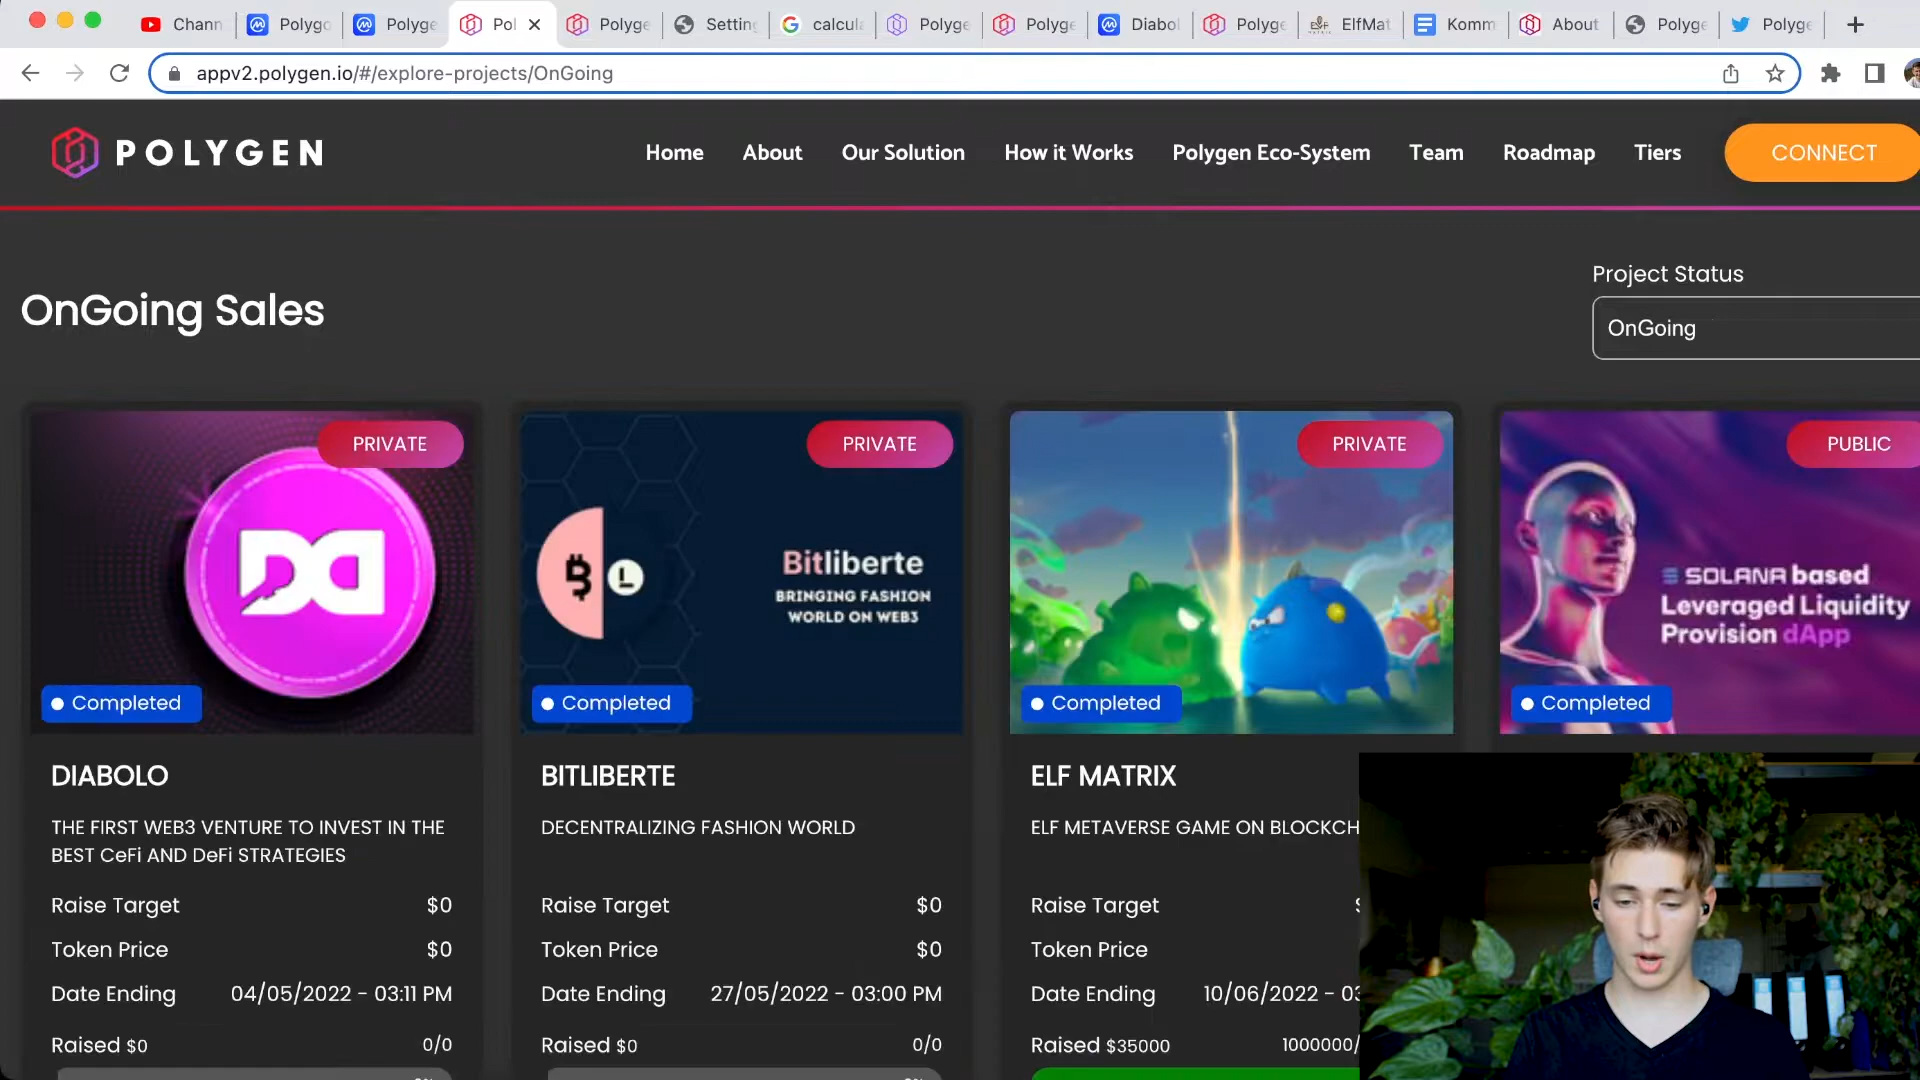 Chann
Polygo
Polyge
Pol
Polyge
Setting
calcula
Polyge
Polyge
Diabol
Polyge
ElfMat
Komm
About
Polyge
Polyge
appv2.polygen.io/#/explore-projects/OnGoing
POLYGEN
Home
About
Our Solution
How it Works
Polygen Eco-System
Team
Roadmap
Tiers
CONNECT
OnGoing Sales
Project Status
OnGoing
PRIVATE
Completed
DIABOLO
THE FIRST WEB3 VENTURE TO INVEST IN THE
BEST CeFi AND DeFi STRATEGIES
Raise Target $0
Token Price $0
Date Ending 04/05/2022 - 03:11 PM
Raised $0 0/0
PRIVATE
Bitliberte
BRINGING FASHION
WORLD ON WEB3
Completed
BITLIBERTE
DECENTRALIZING FASHION WORLD
Raise Target $0
Token Price $0
Date Ending 27/05/2022 - 03:00 PM
Raised $0 0/0
PRIVATE
Completed
ELF MATRIX
ELF METAVERSE GAME ON BLOCKCH
Raise Target
Token Price
Date Ending 10/06/2022 - 03
Raised $35000 1000000/
PUBLIC
SOLANA based
Leveraged Liquidity
Provision dApp
Completed